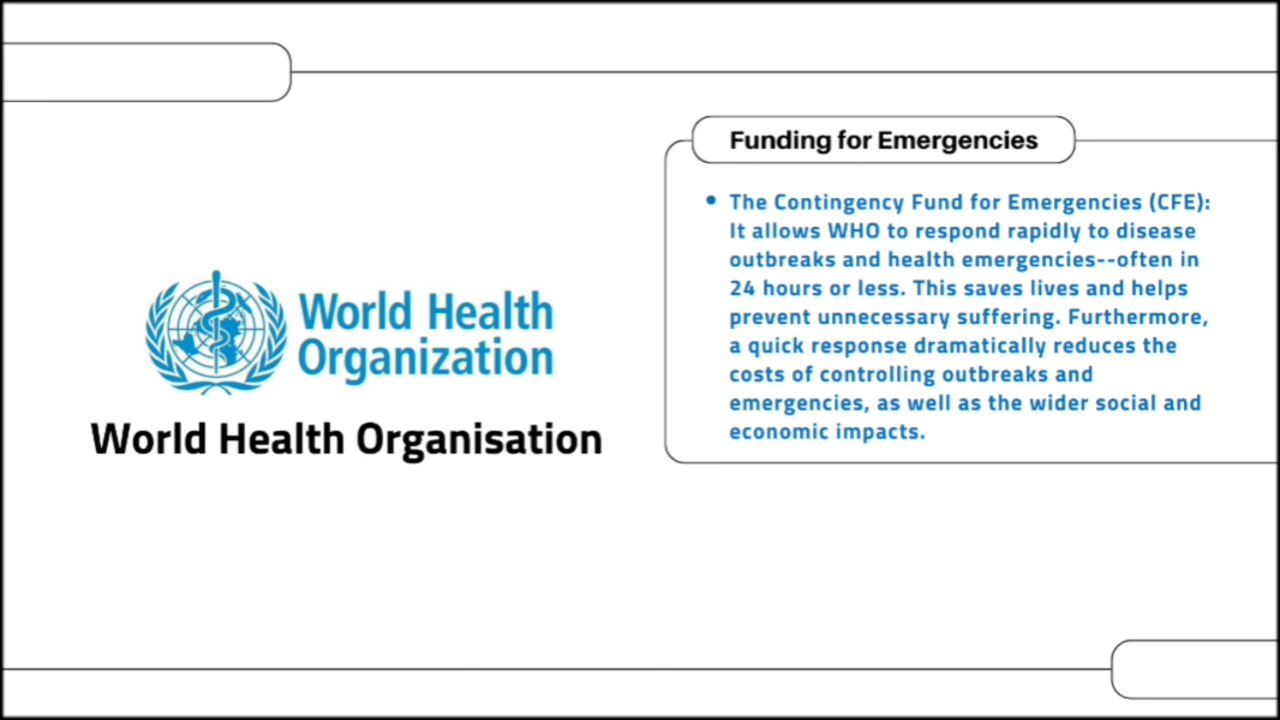 World Health
Organization
World Health Organisation
Funding for Emergencies
• The Contingency Fund for Emergencies (CFE):
It allows WHO to respond rapidly to disease
outbreaks and health emergencies--often in
24 hours or less. This saves lives and helps
prevent unnecessary suffering. Furthermore,
a quick response dramatically reduces the
costs of controlling outbreaks and
emergencies, as well as the wider social and
economic impacts.